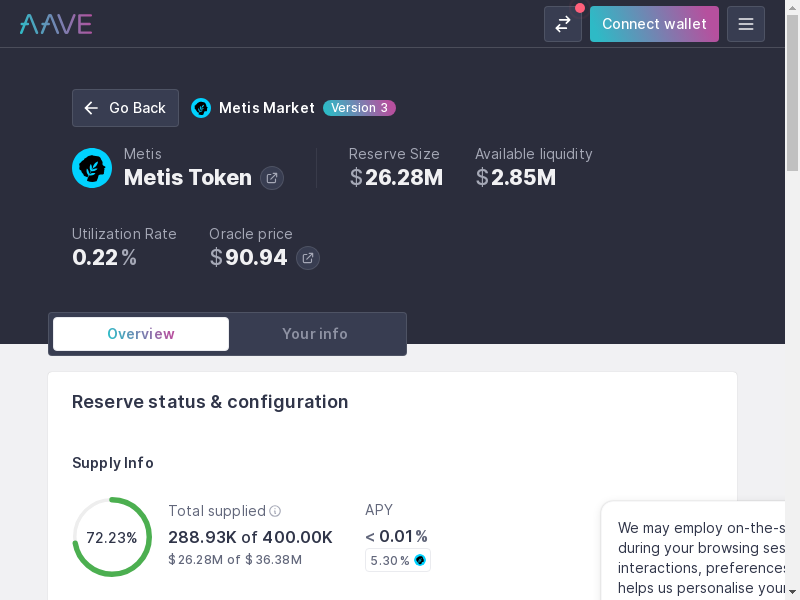 AAVE
Connect wallet
Go Back
Metis Market
Version 3
Metis
Metis Token
Reserve Size
$26.28M
Available liquidity
$2.85M
Utilization Rate
0.22%
Oracle price
$90.94
Overview
Your info
Reserve status & configuration
Supply Info
72.23%
Total supplied
288.93K of 400.00K
$26.28M of $36.38M
APY
< 0.01%
5.30%
We may employ on-the-s
during your browsing ses
interactions, preferences
helps us personalise your